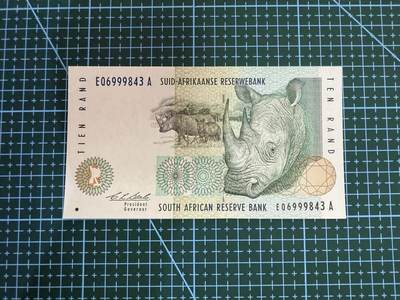 E06999843 A
SUID-AFRIKAANSE RESERWEBANK
TIEN RAND
TEN RAND
President
Governor
SOUTH AFRICAN RESERVE BANK
E06999843 A